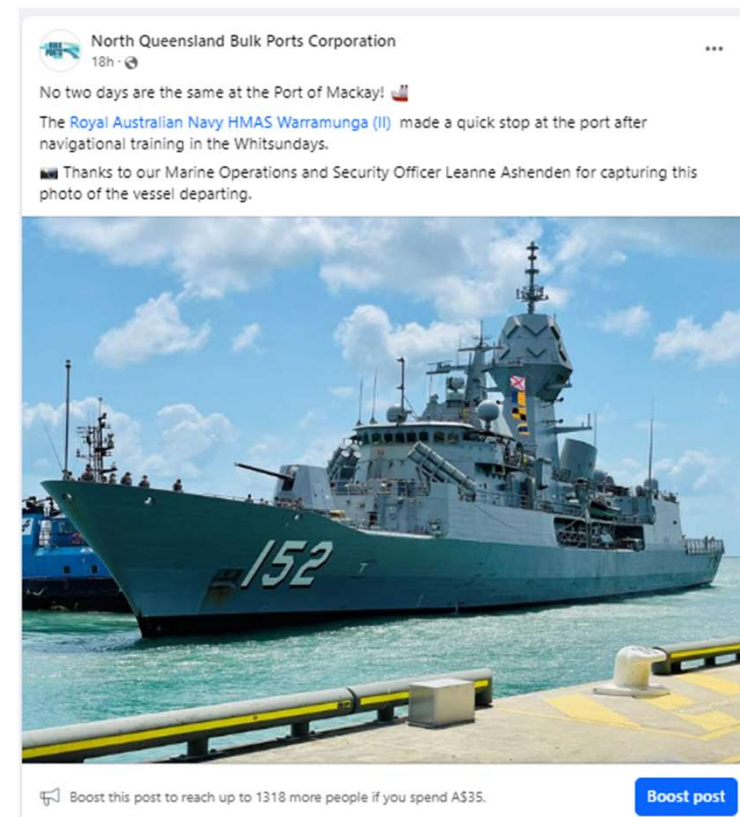 North Queensland Bulk Ports Corporation
18h ·
No two days are the same at the Port of Mackay!
The Royal Australian Navy HMAS Warramunga (II) made a quick stop at the port after
navigational training in the Whitsundays.
Thanks to our Marine Operations and Security Officer Leanne Ashenden for capturing this
photo of the vessel departing.
152
Boost this post to reach up to 1318 more people if you spend A$35.
Boost post